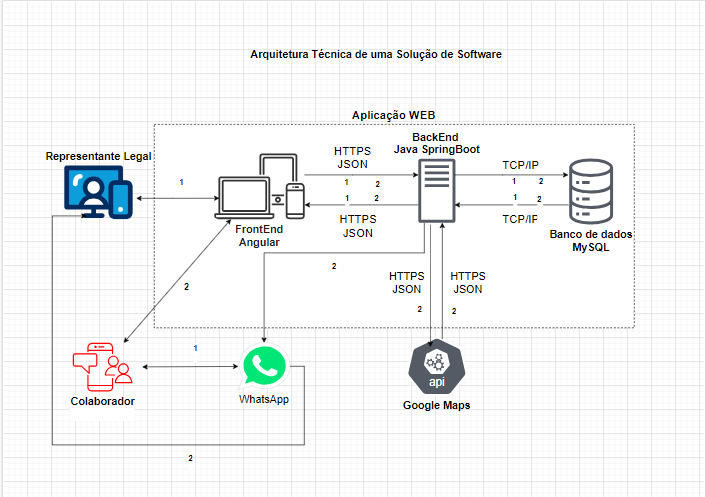 Arquitetura Técnica de uma Solução de Software
Aplicação WEB
BackEnd
Java SpringBoot
Representante Legal
HTTPS
JSON
TCP/IP
1
1
2
1
2
1
2
1
2
HTTPS
JSON
TCP/IF
FrontEnd
Angular
Banco de dados
MySQL
2
2
HTTPS
JSON
HTTPS
JSON
2
2
1
api
Colaborador
WhatsApp
Google Maps
2